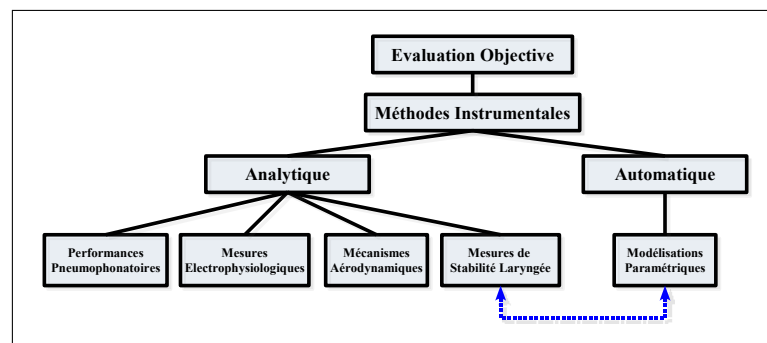 Evaluation Objective
Méthodes Instrumentales
Analytique
Automatique
Performances
Pneumophonatoires
Mesures
Electrophysiologiques
Mécanismes
Aérodynamiques
Mesures de
Stabilité Laryngée
Modélisations
Paramétriques